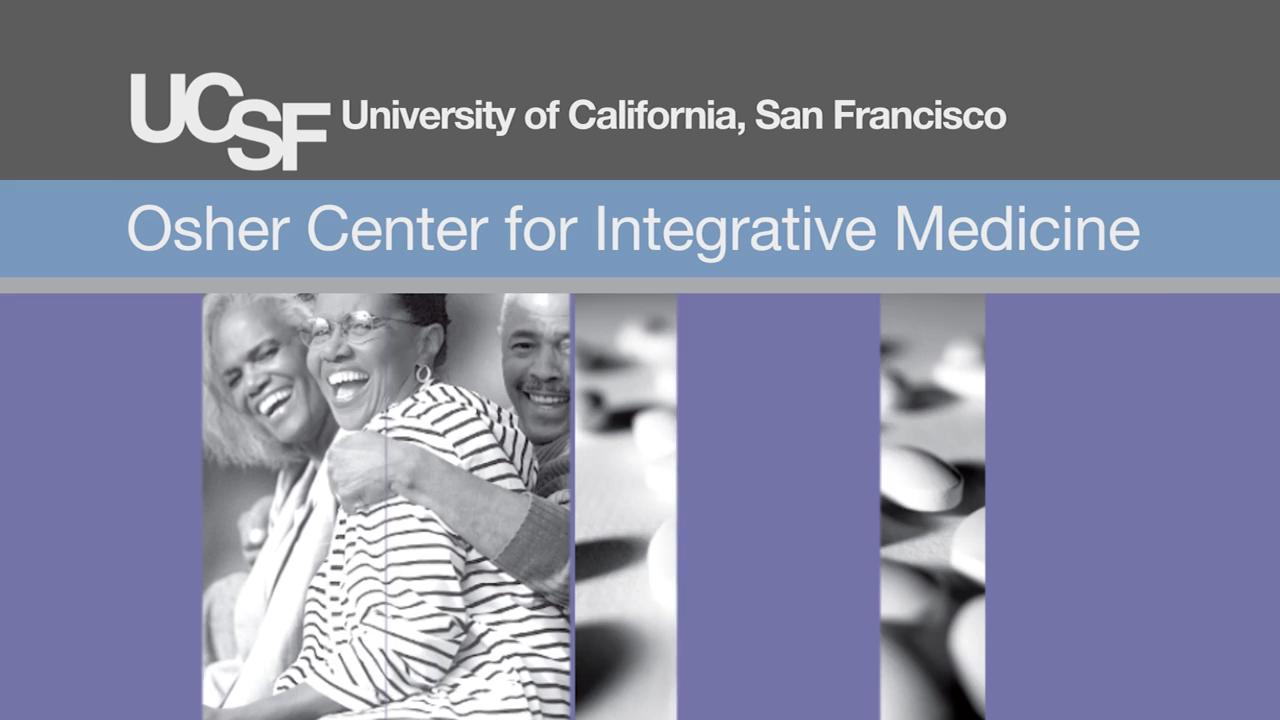 UCSF University of California, San Francisco
Osher Center for Integrative Medicine